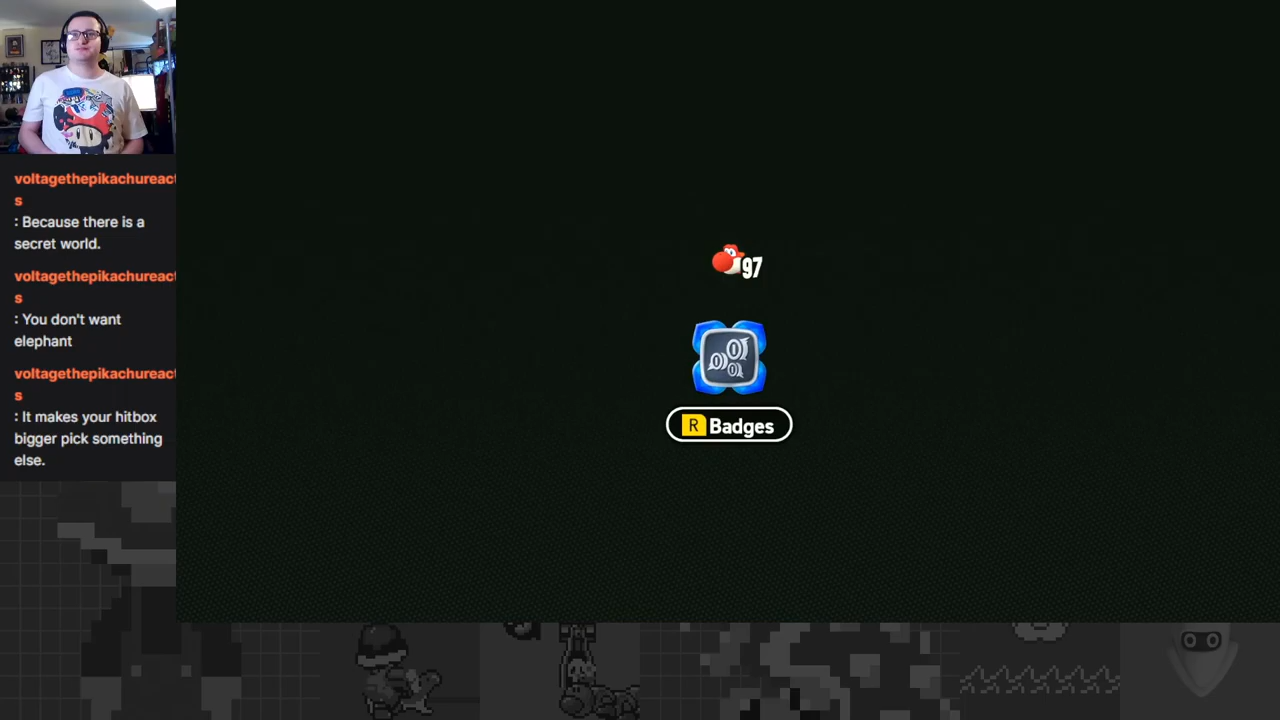 voltagethepikachureact
s
: Because there is a
secret world.
voltagethepikachureact
s
: You don't want
elephant
voltagethepikachureact
s
: It makes your hitbox
bigger pick something
else.
97
R Badges